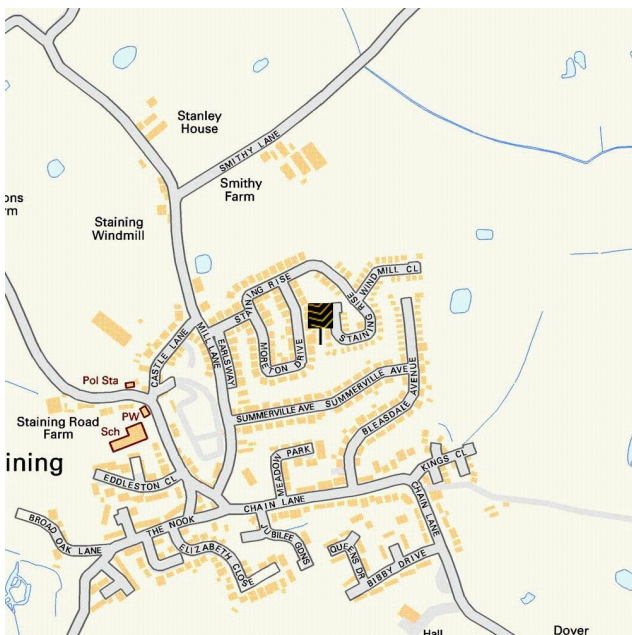 Stanley
House
SMITHY LANE
Smithy
Farm
ons
rm
Staining
Windmill
STAINING RISE
WINDMILL CL
STAINING RISE
MORETON DRIVE
CASTLE LANE
MILL LANE
EARLSWAY
Pol Sta
PW
Sch
Staining Road
Farm
SUMMERVILLE AVE
SUMMERVILLE AVE
BLEASDALE AVENUE
ining
EDDLESTON CL
MEADOW PARK
KINGS CL
CHAIN LANE
CHAIN LANE
BROAD OAK LANE
THE NOOK
ELIZABETH CLOSE
JUBILEE GDNS
QUEENS DR
BIBBY DRIVE
Hall
Dover